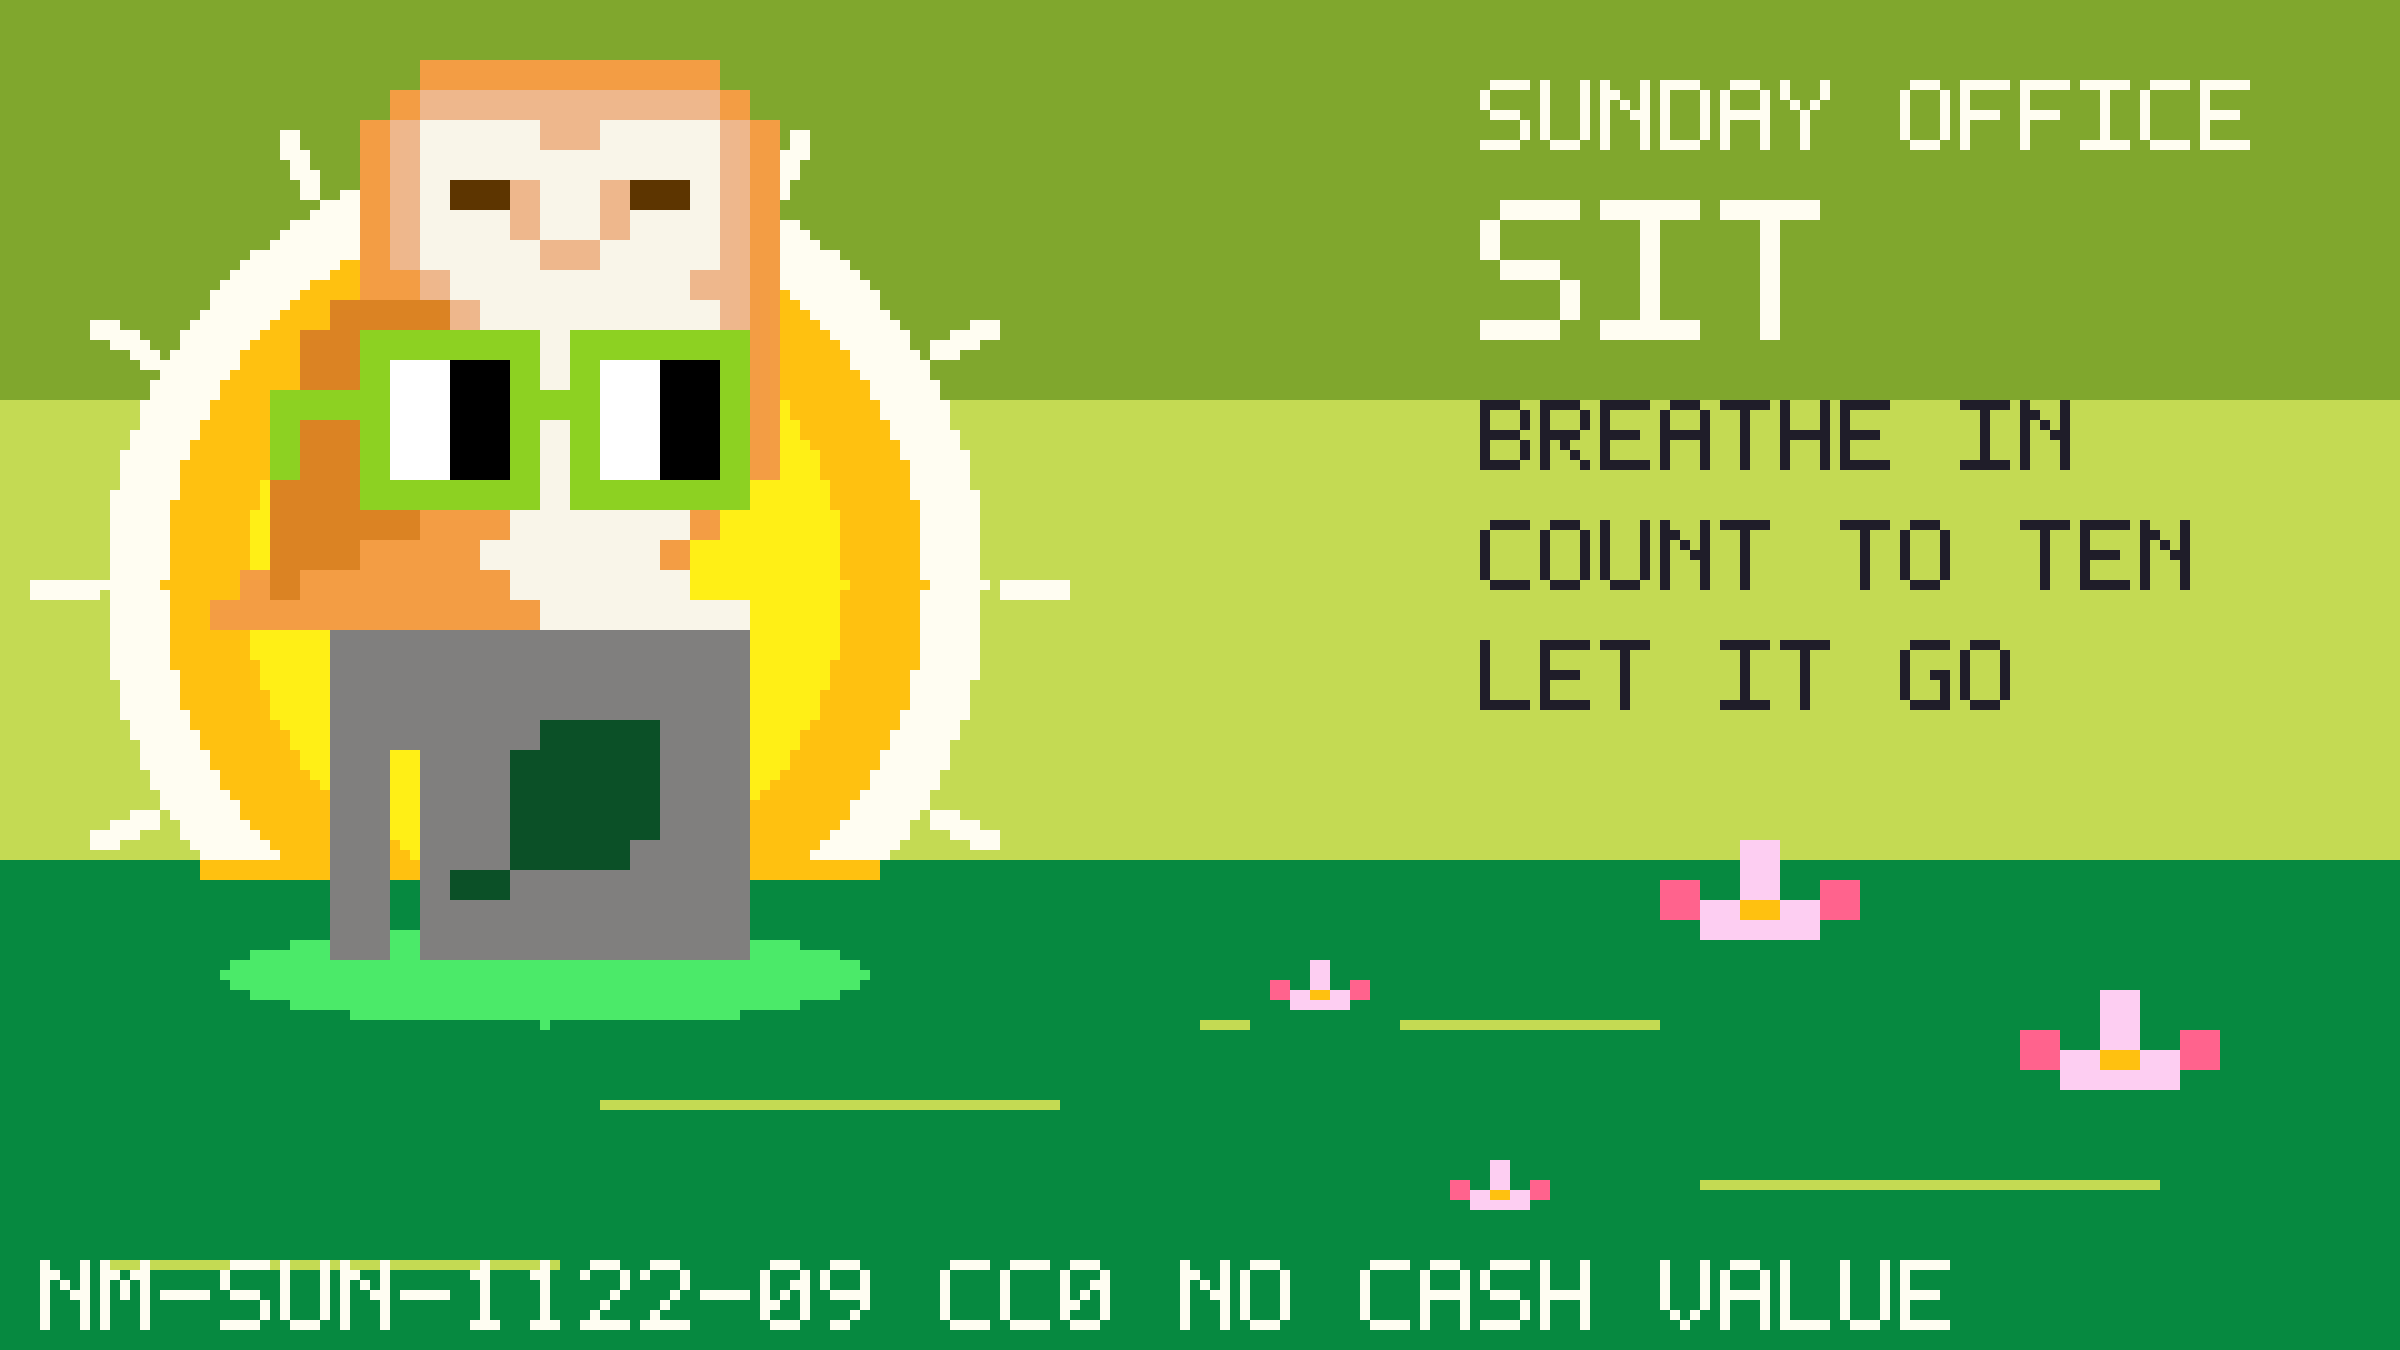 SUNDAY OFFICE
SIT
BREATHE IN
COUNT TO TEN
LET IT GO
NM-SUN-1122-09 CC0 NO CASH VALUE